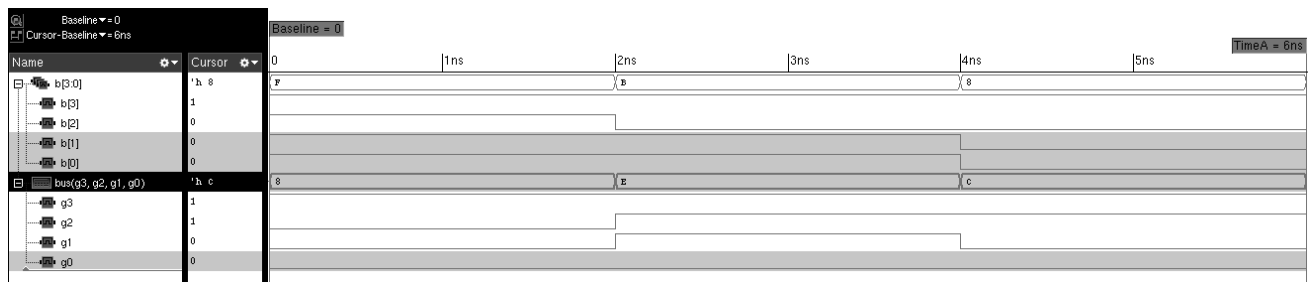 Baseline▼= 0
Cursor-Baseline▼= 6ns
Baseline = 0
TimeA = 6ns
Name Cursor 0 1ns 2ns 3ns 4ns 5ns
b[3:0] 'h 8 F B 8
b[3] 1
b[2] 0
b[1] 0
b[0] 0
bus(g3, g2, g1, g0) 'h C 8 E C
g3 1
g2 1
g1 0
g0 0